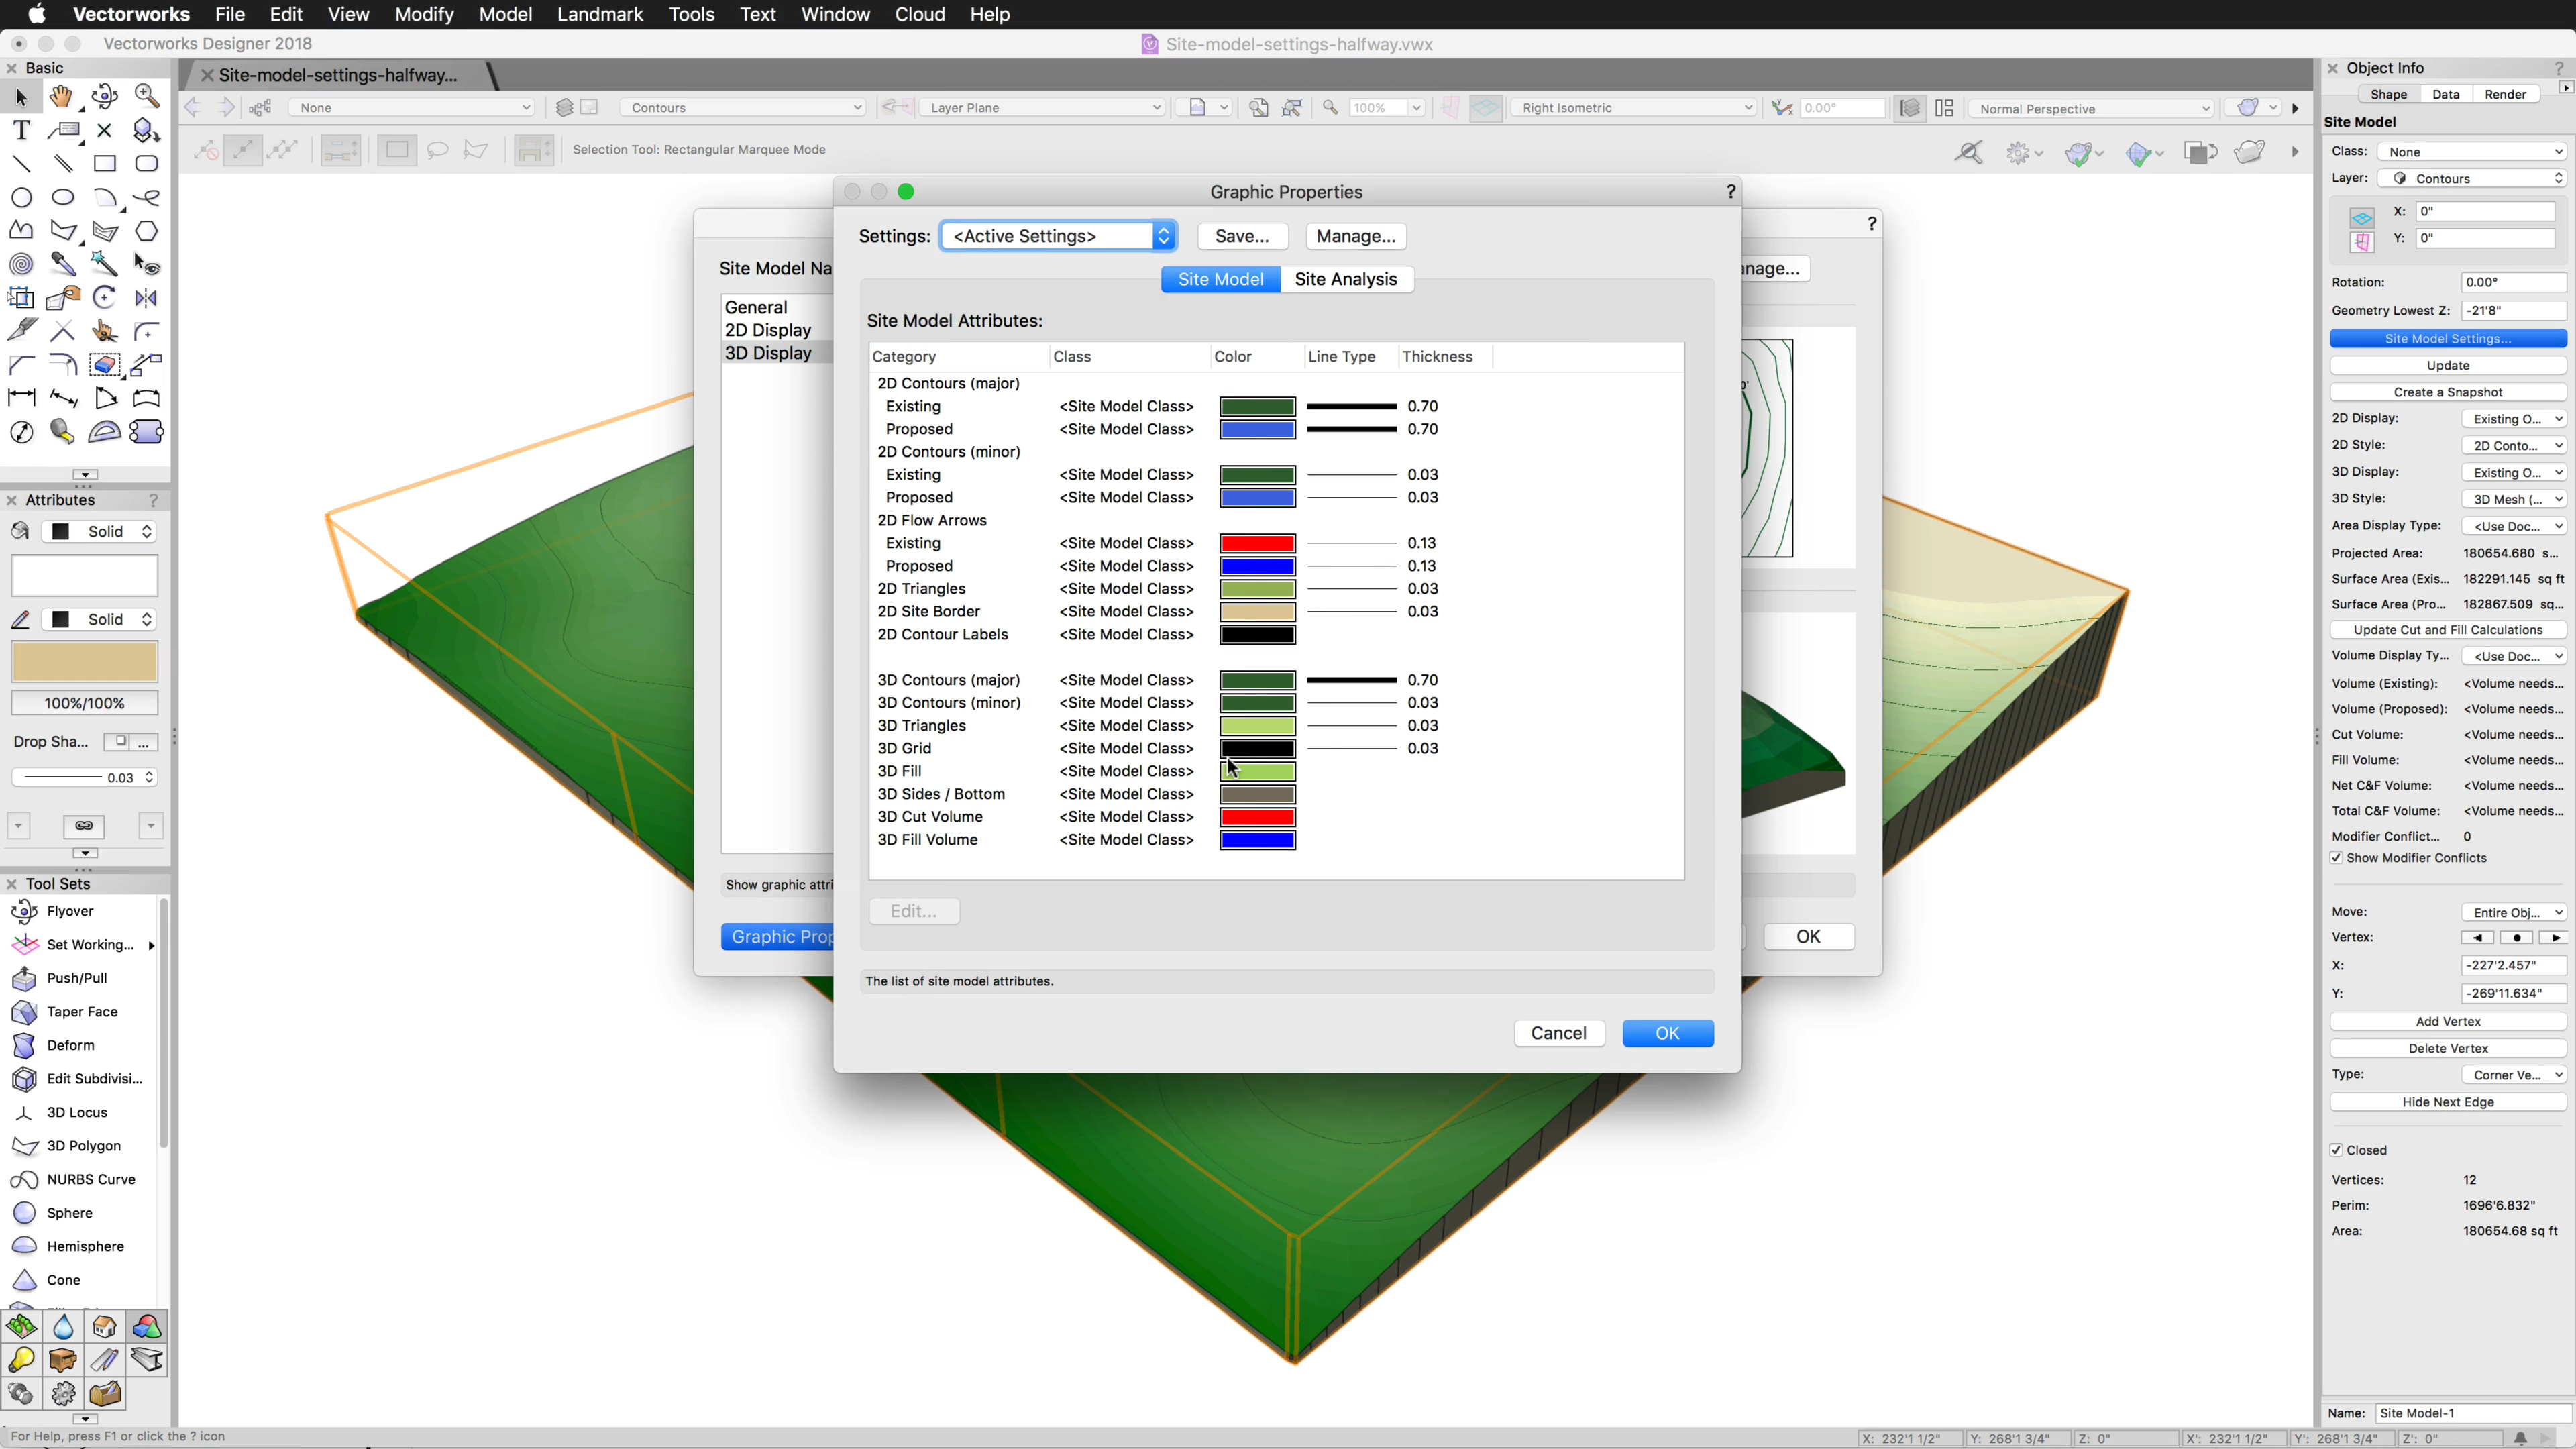 Vectorworks File Edit View Modify Model Landmark Tools Text Window Cloud Help
Vectorworks Designer 2018
Site-model-settings-halfway.vwx
Basic
Site-model-settings-halfway...
None
Contours
Layer Plane
100%
Right Isometric
0.00°
Normal Perspective
Selection Tool: Rectangular Marquee Mode
Attributes ?
Solid
Solid
100%/100%
Drop Sha...
...
0.03
Tool Sets
Flyover
Set Working...
Push/Pull
Taper Face
Deform
Edit Subdivisi...
3D Locus
3D Polygon
NURBS Curve
Sphere
Hemisphere
Cone
For Help, press F1 or click the ? icon
?
Site Model Na
anage...
General
2D Display
3D Display
Show graphic attri
Graphic Prop
OK
Graphic Properties ?
Settings: <Active Settings> Save... Manage...
Site Model Site Analysis
Site Model Attributes:
Category Class Color Line Type Thickness
2D Contours (major)
Existing <Site Model Class> 0.70
Proposed <Site Model Class> 0.70
2D Contours (minor)
Existing <Site Model Class> 0.03
Proposed <Site Model Class> 0.03
2D Flow Arrows
Existing <Site Model Class> 0.13
Proposed <Site Model Class> 0.13
2D Triangles <Site Model Class> 0.03
2D Site Border <Site Model Class> 0.03
2D Contour Labels <Site Model Class>
3D Contours (major) <Site Model Class> 0.70
3D Contours (minor) <Site Model Class> 0.03
3D Triangles <Site Model Class> 0.03
3D Grid <Site Model Class> 0.03
3D Fill <Site Model Class>
3D Sides / Bottom <Site Model Class>
3D Cut Volume <Site Model Class>
3D Fill Volume <Site Model Class>
Edit...
The list of site model attributes.
Cancel OK
Object Info ?
Shape Data Render
Site Model
Class: None
Layer: Contours
X: 0"
Y: 0"
Rotation: 0.00°
Geometry Lowest Z: -21'8"
Site Model Settings...
Update
Create a Snapshot
2D Display: Existing O...
2D Style: 2D Conto...
3D Display: Existing O...
3D Style: 3D Mesh (...
Area Display Type: <Use Doc...
Projected Area: 180654.680 s...
Surface Area (Exis... 182291.145 sq ft
Surface Area (Pro... 182867.509 sq...
Update Cut and Fill Calculations
Volume Display Ty... <Use Doc...
Volume (Existing): <Volume needs...
Volume (Proposed): <Volume needs...
Cut Volume: <Volume needs...
Fill Volume: <Volume needs...
Net C&F Volume: <Volume needs...
Total C&F Volume: <Volume needs...
Modifier Conflict... 0
Show Modifier Conflicts
Move: Entire Obj...
Vertex:
X: -227'2.457"
Y: -269'11.634"
Add Vertex
Delete Vertex
Type: Corner Ve...
Hide Next Edge
Closed
Vertices: 12
Perim: 1696'6.832"
Area: 180654.68 sq ft
Name: Site Model-1
X: 232'1 1/2" Y: 268'1 3/4" Z: 0" X': 232'1 1/2" Y': 268'1 3/4" Z': 0"